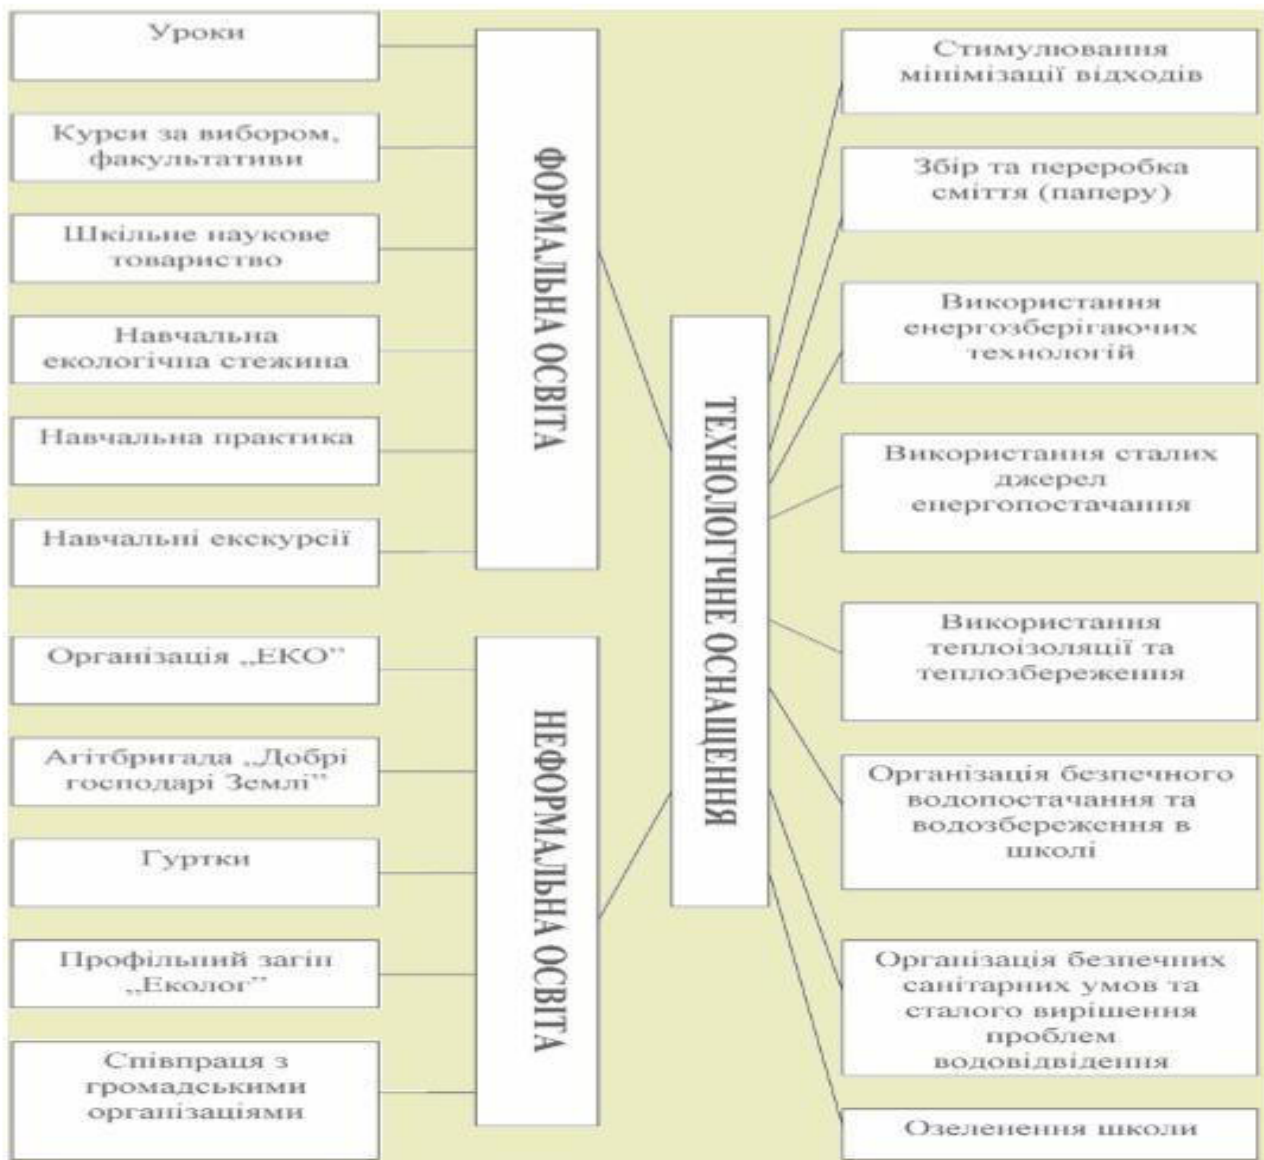 Уроки
Курси за вибором,
факультативи
Шкільне наукове
товариство
Навчальна
екологічна стежина
Навчальна практика
Навчальні екскурсії
ФОРМАЛЬНА ОСВІТА
Організація „ЕКО”
Агітбригада „Добрі
господарі Землі”
Гуртки
Профільний загін
„Еколог”
Співпраця з
громадськими
організаціями
НЕФОРМАЛЬНА ОСВІТА
ТЕХНОЛОГІЧНЕ ОСНАЩЕННЯ
Стимулювання
мінімізації відходів
Збір та переробка
сміття (паперу)
Використання
енергозберігаючих
технологій
Використання сталих
джерел
енергопостачання
Використання
теплоізоляції та
теплозбереження
Організація безпечного
водопостачання та
водозбереження в
школі
Організація безпечних
санітарних умов та
сталого вирішення
проблем
водовідвідення
Озеленення школи